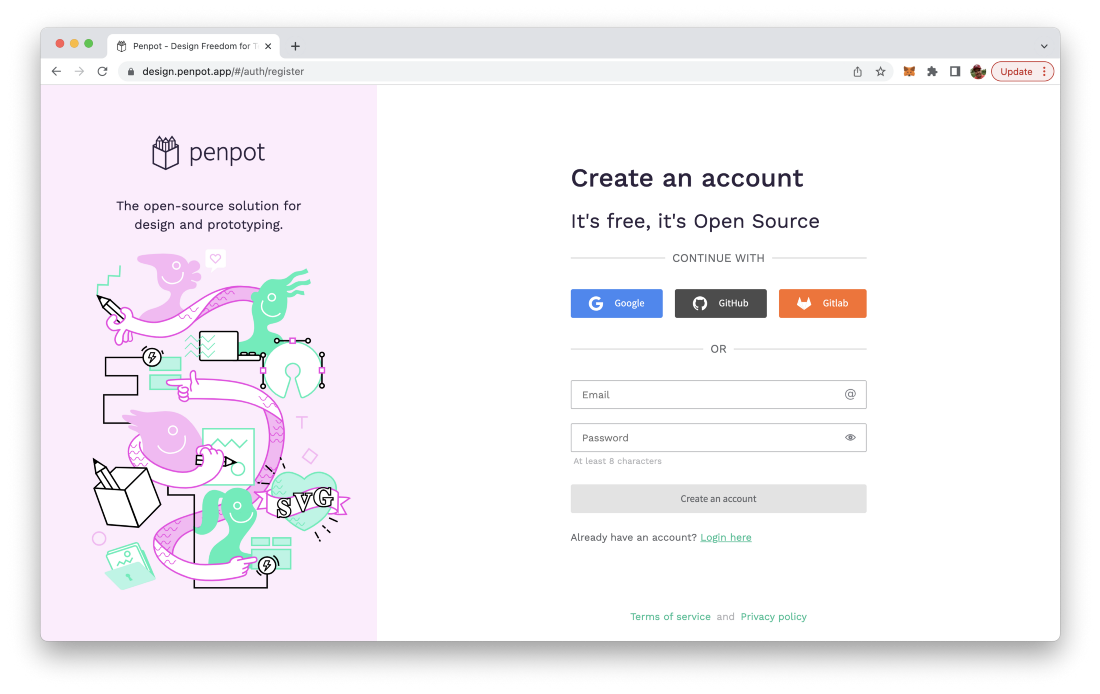 Penpot - Design Freedom for T
design.penpot.app/#/auth/register
Update
penpot
The open-source solution for
design and prototyping.
SVG
Create an account
It's free, it's Open Source
CONTINUE WITH
Google
GitHub
Gitlab
OR
Email
@
Password
At least 8 characters
Create an account
Already have an account? Login here
Terms of service and Privacy policy